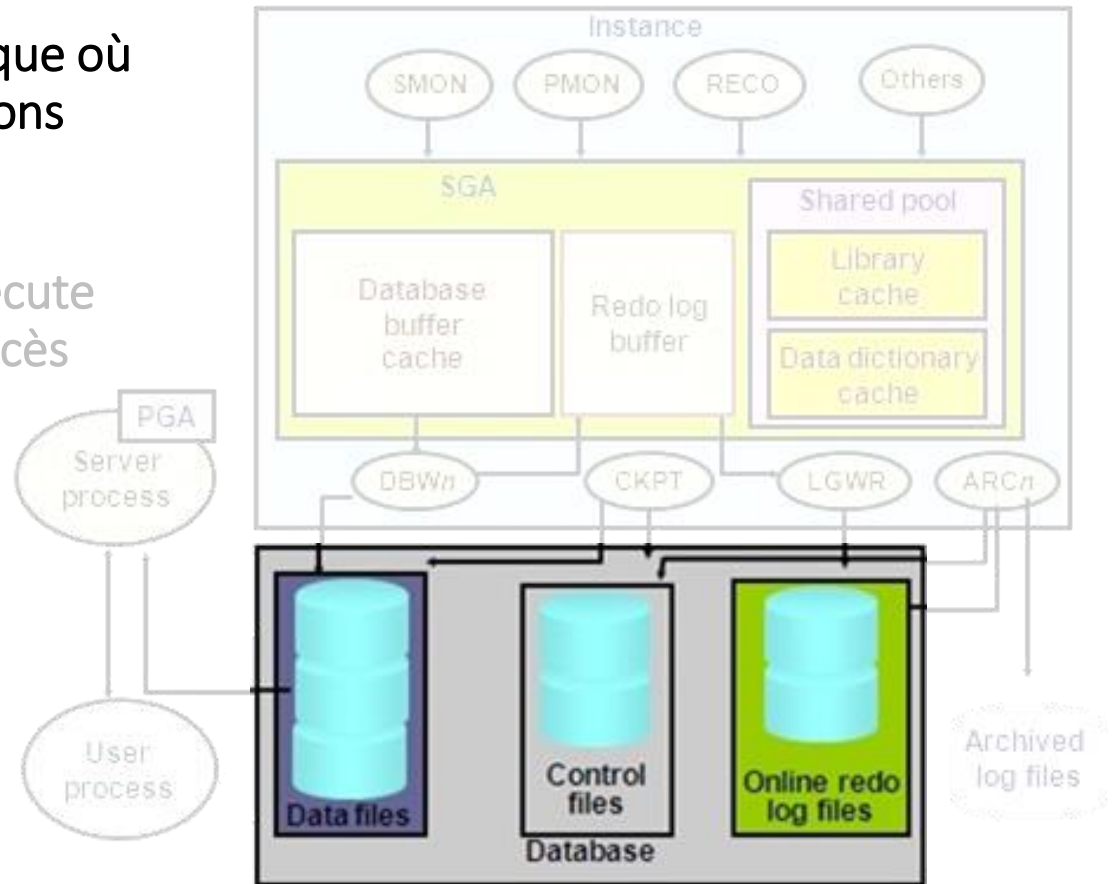 que où
ons
écute
cès
Instance
SMON
PMON
RECO
Others
SGA
Shared pool
Database
buffer
cache
Redo log
buffer
Library
cache
Data dictionary
cache
PGA
Server
process
DBWn
CKPT
LGWR
ARCn
User
process
Data files
Control
files
Online redo
log files
Database
Archived
log files